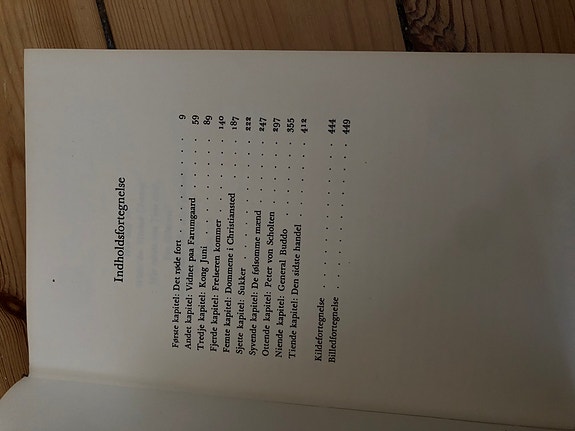 Indholdsfortegnelse
Første kapitel: Det røde fort . . . . . . . . 9
Andet kapitel: Vidnet paa Farumgaard . . . . . 59
Tredje kapitel: Kong Juni . . . . . . . . 89
Fjerde kapitel: Frelseren kommer . . . . . . 140
Femte kapitel: Dommene i Christiansted . . . . 187
Sjette kapitel: Sukker . . . . . . . . . 222
Syvende kapitel: De følsomme mænd . . . . . 247
Ottende kapitel: Peter von Scholten . . . . . 297
Niende kapitel: General Buddo . . . . . . . 355
Tiende kapitel: Den sidste handel . . . . . . 412
Kildefortegnelse . . . . . . . . . . . 444
Billedfortegnelse . . . . . . . . . . . 449